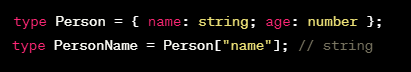 type Person = { name: string; age: number };
type PersonName = Person["name"]; // string